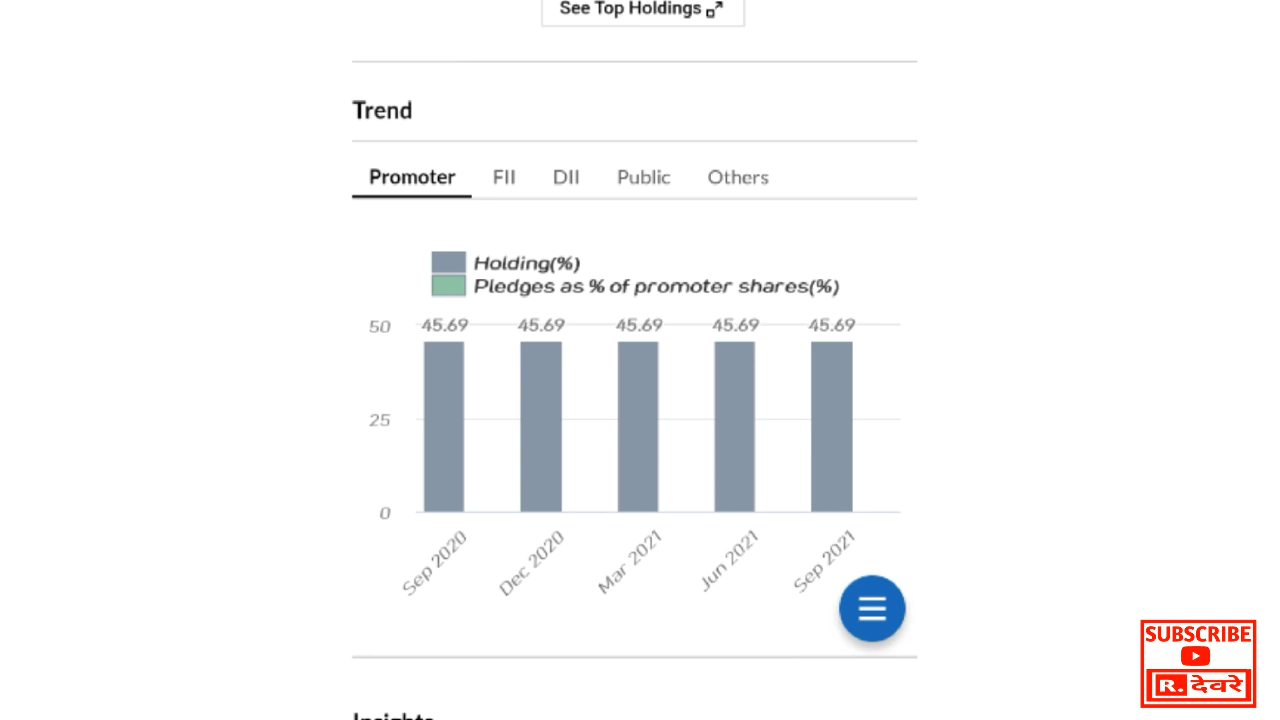 See Top Holdings
Trend
Promoter FII DII Public Others
Holding(%)
Pledges as % of promoter shares(%)
50 45.69 45.69 45.69 45.69 45.69
25
0
Sep 2020 Dec 2020 Mar 2021 Jun 2021 Sep 2021
SUBSCRIBE
R. देवरे
Insights